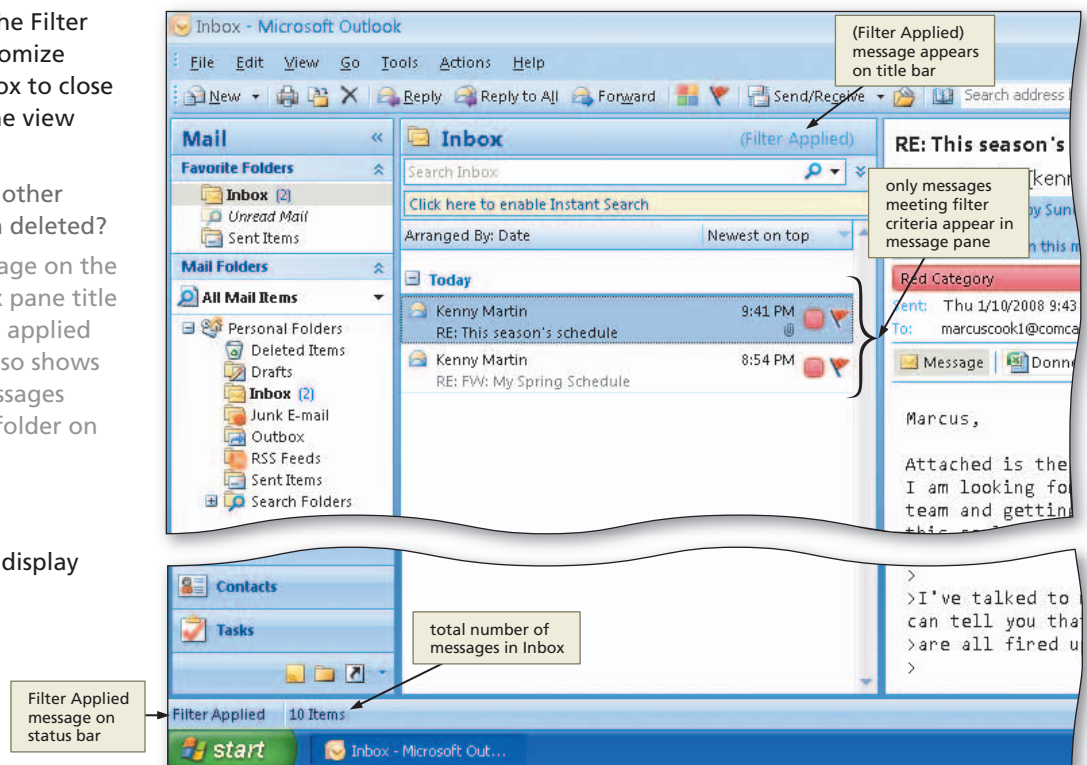 he Filter
omize
ox to close
he view
other
n deleted?
age on the
x pane title
applied
so shows
ssages
folder on
display
Inbox - Microsoft Outlook
File Edit View Go Tools Actions Help
New Reply Reply to All Forward Send/Receive Search address
(Filter Applied)
message appears
on title bar
Mail
Favorite Folders
Inbox (2)
Unread Mail
Sent Items
Mail Folders
All Mail Items
Personal Folders
Deleted Items
Drafts
Inbox (2)
Junk E-mail
Outbox
RSS Feeds
Sent Items
Search Folders
Inbox (Filter Applied)
Search Inbox
Click here to enable Instant Search
Arranged By: Date Newest on top
Today
Kenny Martin 9:41 PM
RE: This season's schedule
Kenny Martin 8:54 PM
RE: FW: My Spring Schedule
RE: This season's
[kenn
by Sun
n this m
only messages
meeting filter
criteria appear in
message pane
Red Category
Sent: Thu 1/10/2008 9:43
To: marcuscook1@comca
Message Donne
Marcus,
Attached is the
I am looking fo
team and getting
Contacts
Tasks
total number of
messages in Inbox
>
>I've talked to
can tell you tha
>are all fired u
>
Filter Applied
message on
status bar
Filter Applied 10 Items
start Inbox - Microsoft Out...